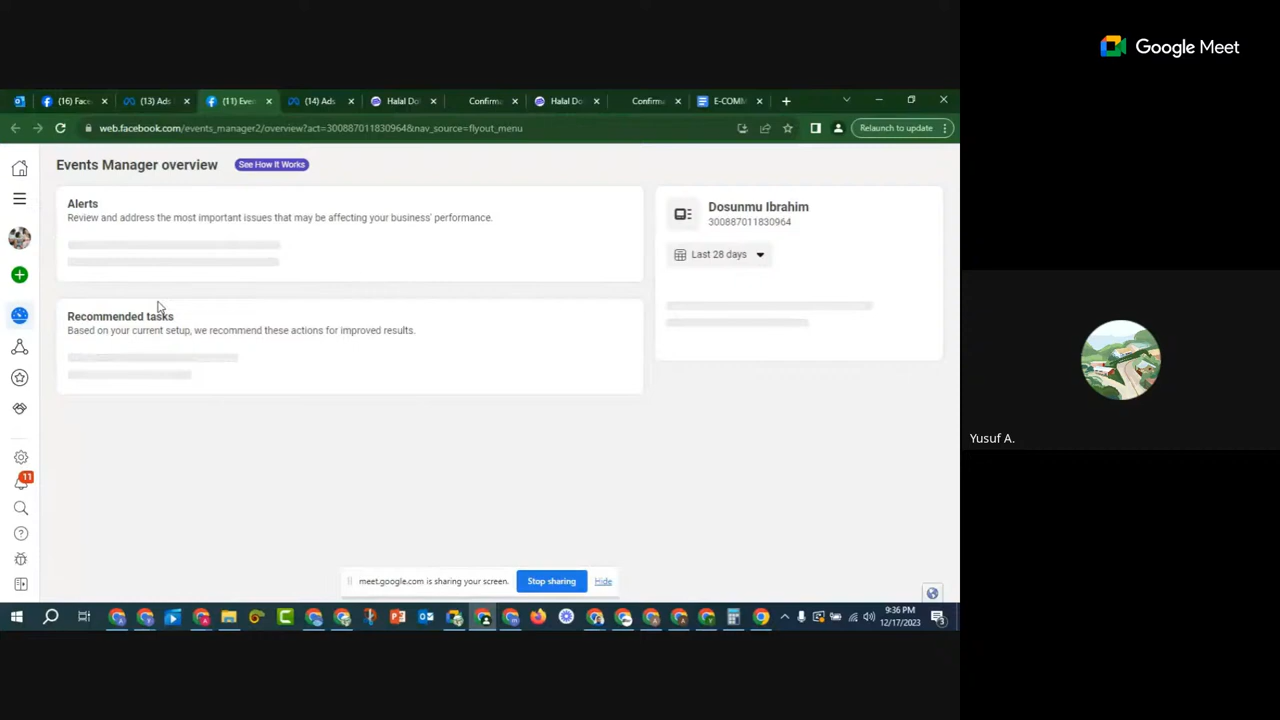 Google Meet
(16) Face
(13) Ads
(11) Even
(14) Ads
Halal Do
Confirma
Halal Do
Confirma
E-COMM
web.facebook.com/events_manager2/overview?act=300887011830964&nav_source=flyout_menu
Relaunch to update
Events Manager overview
See How It Works
Alerts
Review and address the most important issues that may be affecting your business' performance.
Dosunmu Ibrahim
300887011830964
Last 28 days
Recommended tasks
Based on your current setup, we recommend these actions for improved results.
Yusuf A.
11
meet.google.com is sharing your screen.
Stop sharing
Hide
9:36 PM
12/17/2023
3